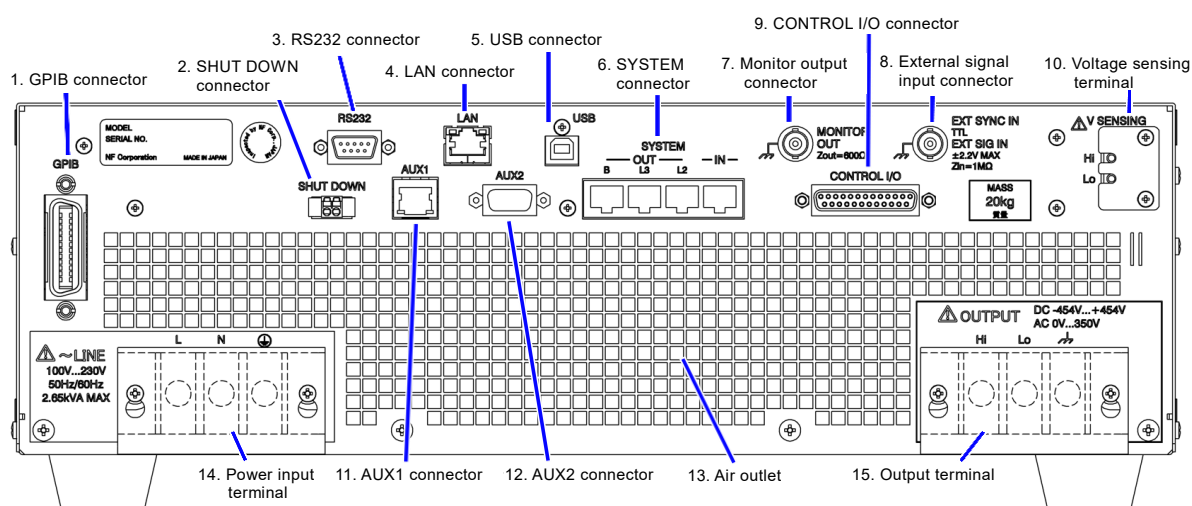 9. CONTROL I/O connector
3. RS232 connector
5. USB connector
1. GPIB connector
2. SHUT DOWN
connector
4. LAN connector
6. SYSTEM
connector
7. Monitor output
connector
8. External signal
input connector
10. Voltage sensing
terminal
MODEL
SERIAL NO.
NF Corporation MADE IN JAPAN
GPIB
RS232
LAN
USB
SHUT DOWN
AUX1
AUX2
SYSTEM
OUT IN
B L3 L2
MONITOR
OUT
Zout=600Ω
CONTROL I/O
EXT SYNC IN
TTL
EXT SIG IN
±2.2V MAX
Zin=1MΩ
MASS
20kg
質量
V SENSING
Hi
Lo
~LINE
100V...230V
50Hz/60Hz
2.65kVA MAX
L N
OUTPUT
DC -454V...+454V
AC 0V...350V
Hi Lo
14. Power input
terminal
11. AUX1 connector
12. AUX2 connector
13. Air outlet
15. Output terminal